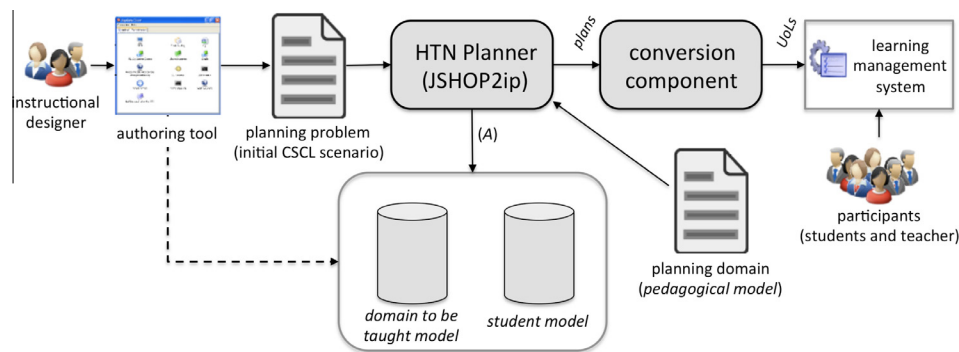 instructional
designer
authoring tool
planning problem
(initial CSCL scenario)
HTN Planner
(JSHOP2ip)
plans
conversion
component
UoLs
learning
management
system
(A)
participants
(students and teacher)
planning domain
(pedagogical model)
domain to be
taught model
student model